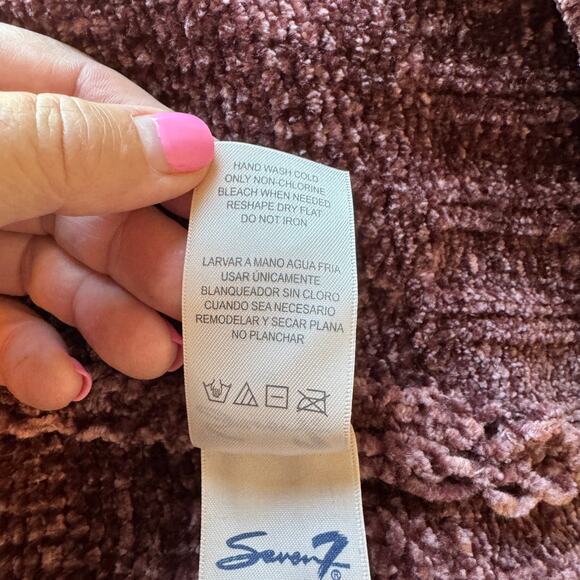 HAND WASH COLD
ONLY NON-CHLORINE
BLEACH WHEN NEEDED
RESHAPE DRY FLAT
DO NOT IRON
LARVAR A MANO AGUA FRIA
USAR ÚNICAMENTE
BLANQUEADOR SIN CLORO
CUANDO SEA NECESARIO
REMODELAR Y SECAR PLANA
NO PLANCHAR
Seven7®